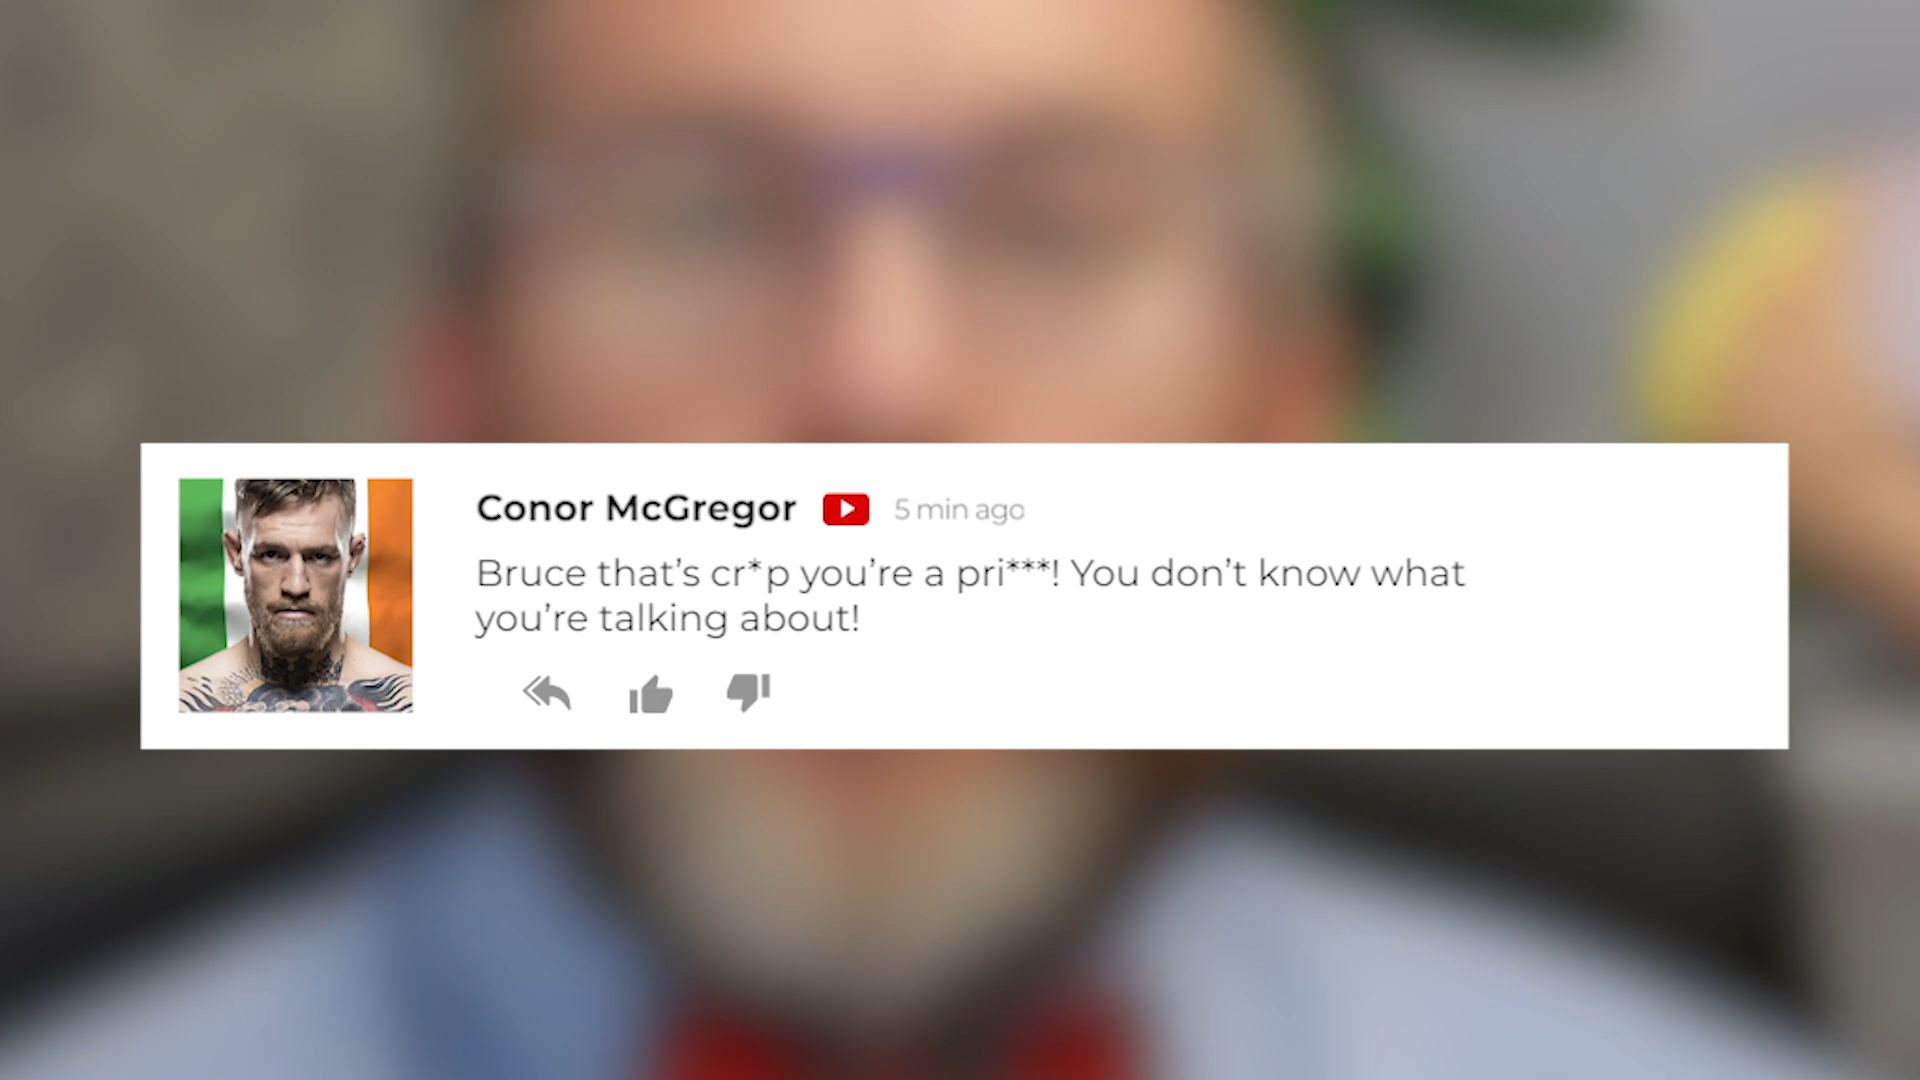 Conor McGregor 5 min ago
Bruce that’s cr*p you’re a pri***! You don’t know what
you’re talking about!